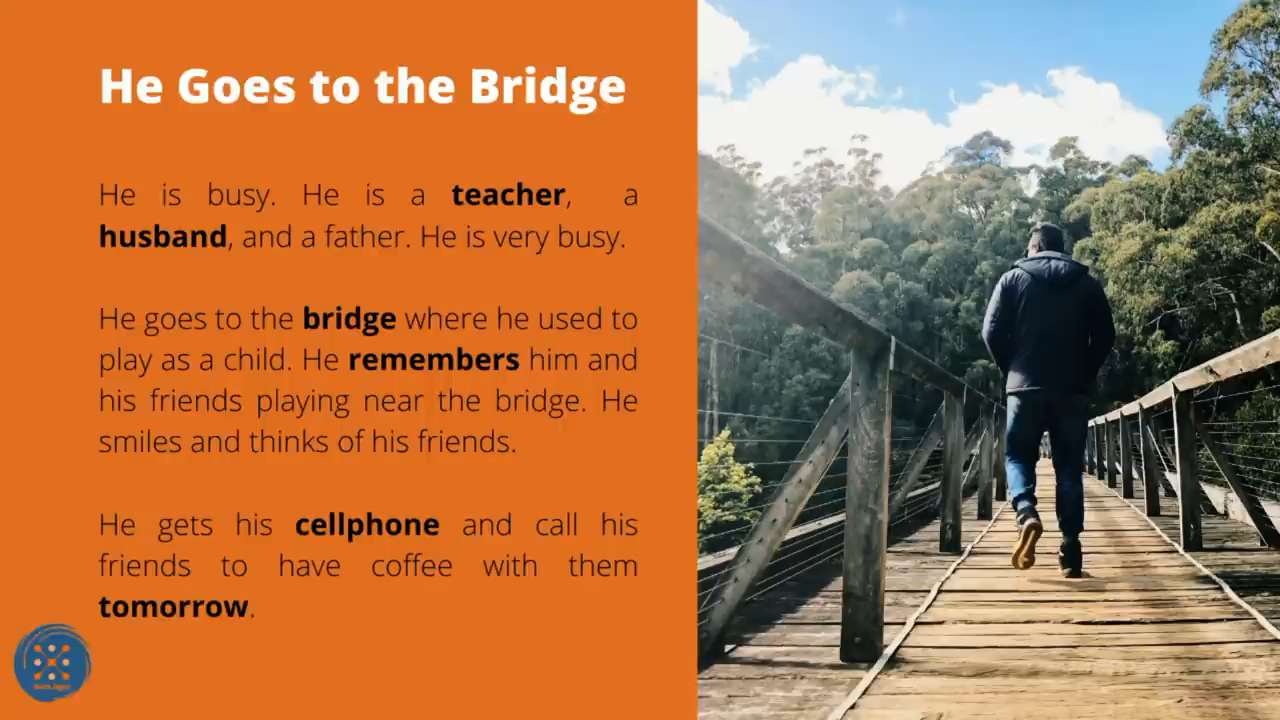 He Goes to the Bridge
He is busy. He is a teacher, a
husband, and a father. He is very busy.
He goes to the bridge where he used to
play as a child. He remembers him and
his friends playing near the bridge. He
smiles and thinks of his friends.
He gets his cellphone and call his
friends to have coffee with them
tomorrow.